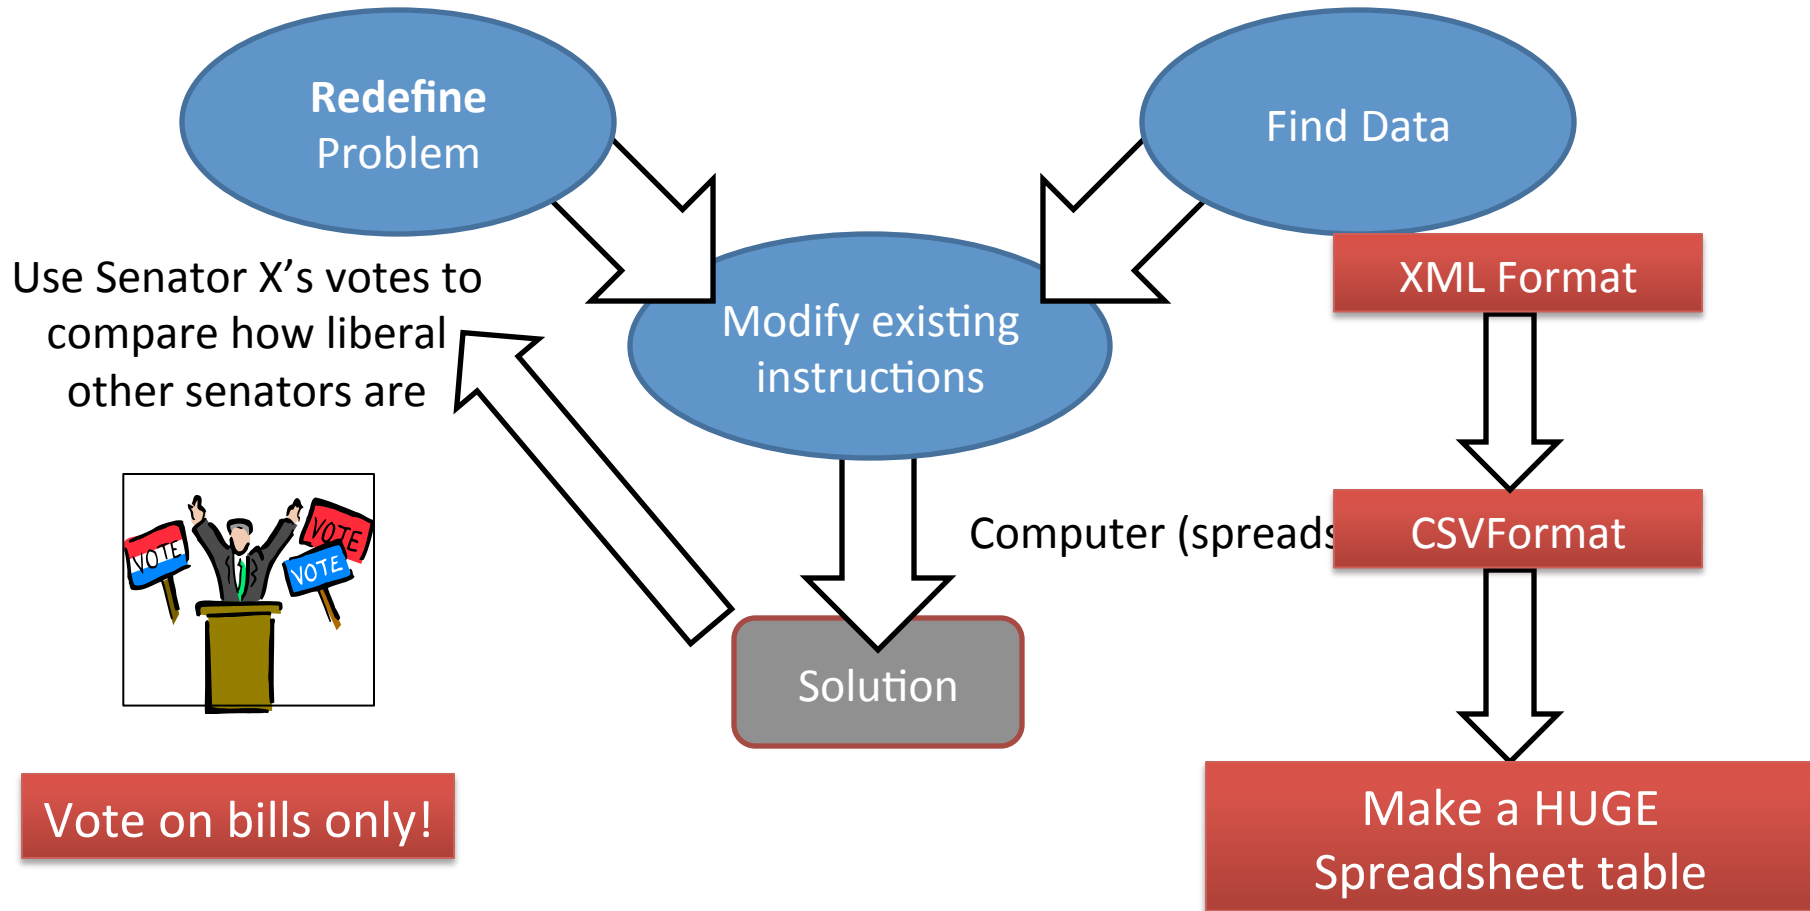 Redefine
Problem
Find Data
Use Senator X’s votes to
compare how liberal
other senators are
XML Format
Modify existing
instructions
VOTE
VOTE
VOTE
Computer (spreads
CSVFormat
Solution
Vote on bills only!
Make a HUGE
Spreadsheet table